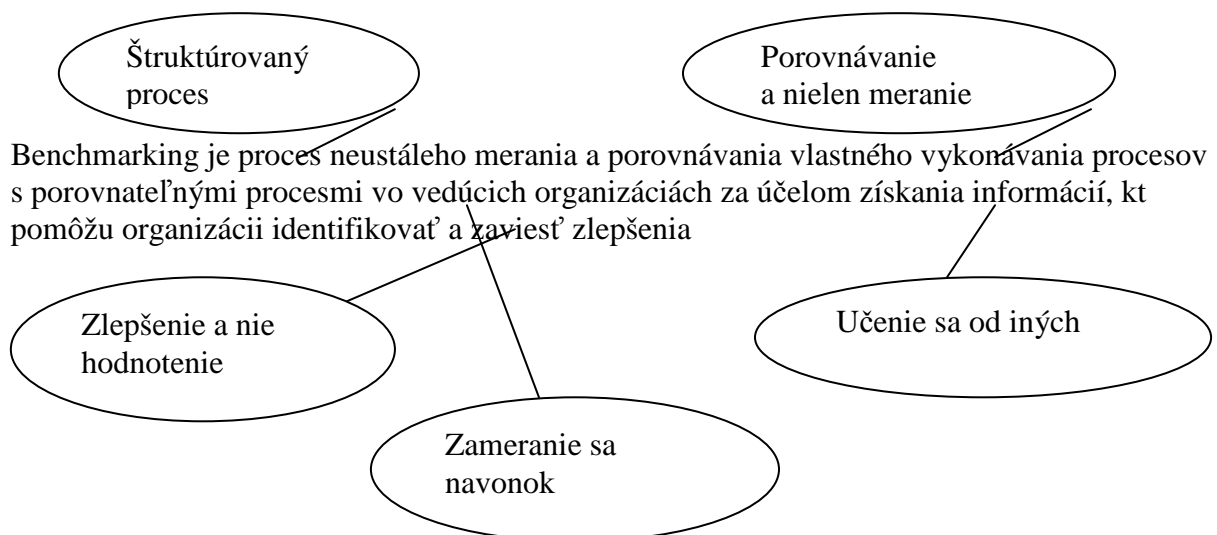 Štruktúrovaný
proces
Porovnávanie
a nielen meranie
Benchmarking je proces neustáleho merania a porovnávania vlastného vykonávania procesov
s porovnateľnými procesmi vo vedúcich organizáciách za účelom získania informácií, kt
pomôžu organizácii identifikovať a zaviesť zlepšenia
Zlepšenie a nie
hodnotenie
Učenie sa od iných
Zameranie sa
navonok